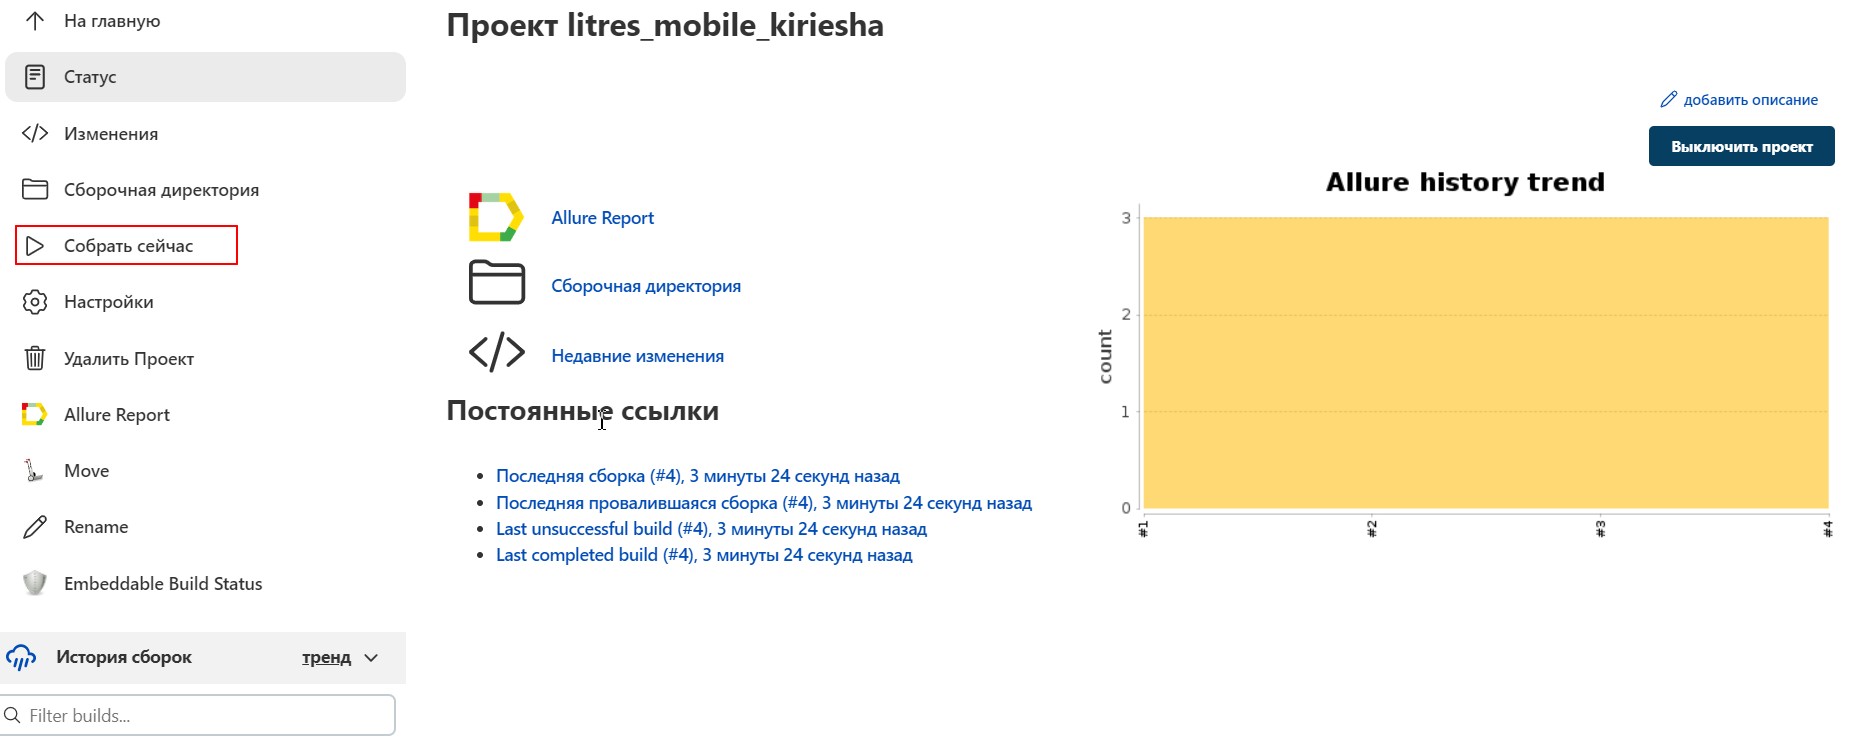 На главную
Статус
Изменения
Сборочная директория
Собрать сейчас
Настройки
Удалить Проект
Allure Report
Move
Rename
Embeddable Build Status
История сборок
тренд
Filter builds...
Проект litres_mobile_kiriesha
добавить описание
Выключить проект
Allure Report
Сборочная директория
Недавние изменения
Постоянные ссылки
Последняя сборка (#4), 3 минуты 24 секунд назад
Последняя провалившаяся сборка (#4), 3 минуты 24 секунд назад
Last unsuccessful build (#4), 3 минуты 24 секунд назад
Last completed build (#4), 3 минуты 24 секунд назад
Allure history trend
3
2
1
0
count
#1
#2
#3
#4